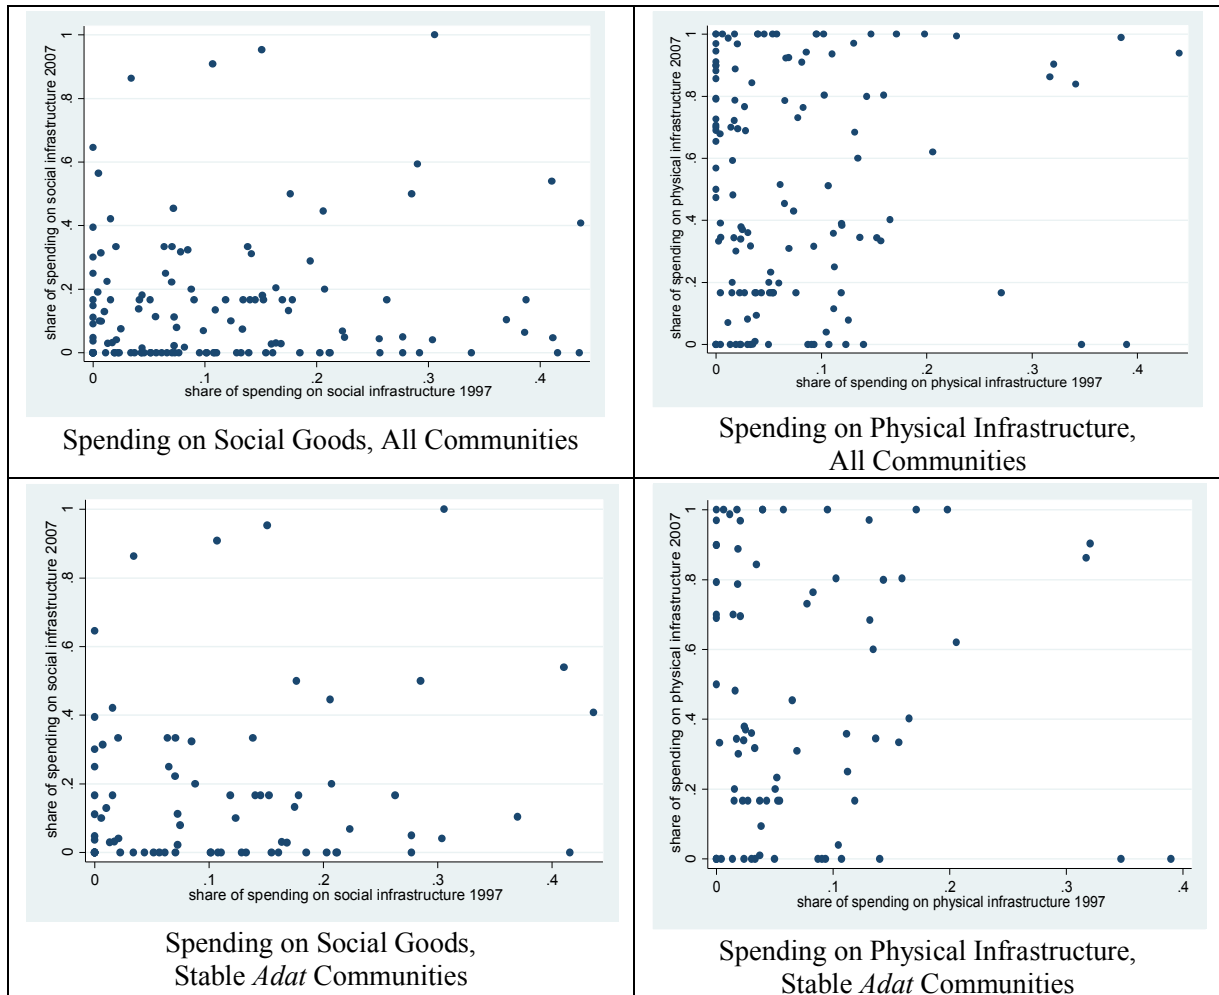 share of spending on social infrastructure 2007
1
.8
.6
.4
.2
0
0 .1 .2 .3 .4
share of spending on social infrastructure 1997
Spending on Social Goods, All Communities
share of spending on physical infrastructure 2007
1
.8
.6
.4
.2
0
0 .1 .2 .3 .4
share of spending on physical infrastructure 1997
Spending on Physical Infrastructure,
All Communities
share of spending on social infrastructure 2007
1
.8
.6
.4
.2
0
0 .1 .2 .3 .4
share of spending on social infrastructure 1997
Spending on Social Goods,
Stable Adat Communities
share of spending on physical infrastructure 2007
1
.8
.6
.4
.2
0
0 .1 .2 .3 .4
share of spending on physical infrastructure 1997
Spending on Physical Infrastructure,
Stable Adat Communities